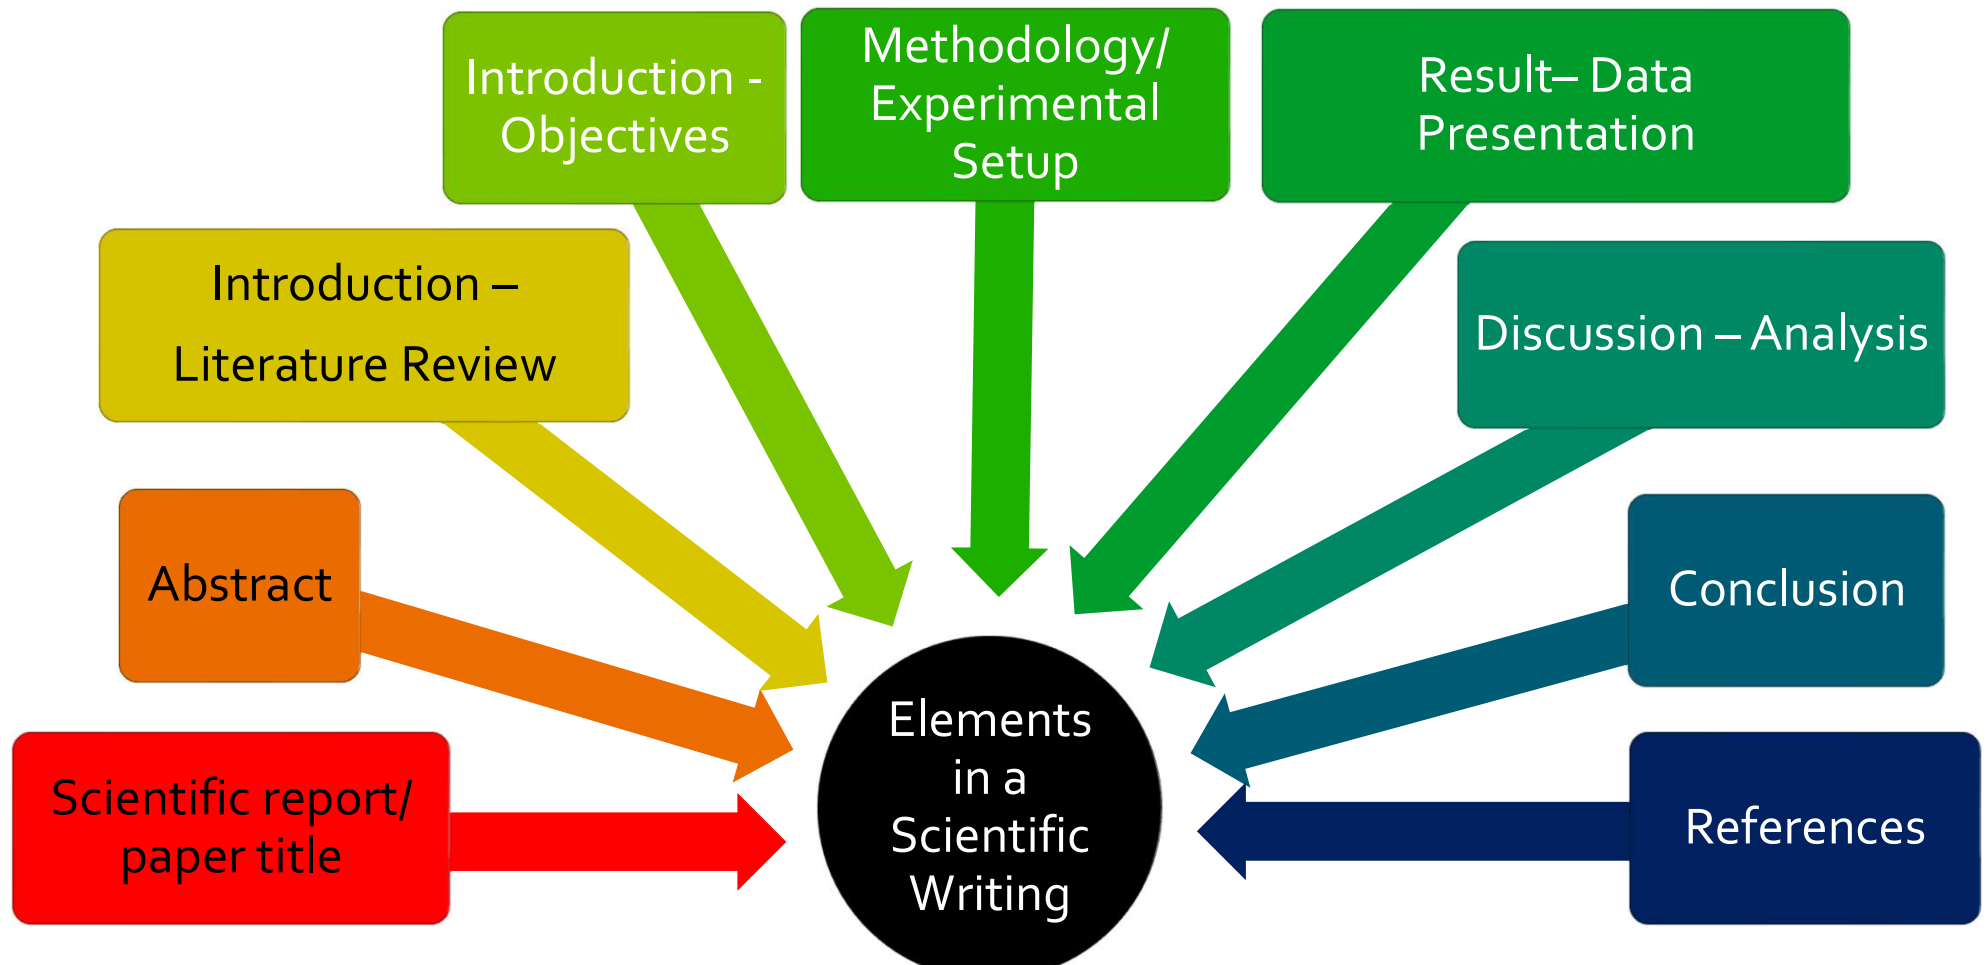 Scientific report/
paper title
Abstract
Introduction –
Literature Review
Introduction -
Objectives
Methodology/
Experimental
Setup
Result– Data
Presentation
Discussion – Analysis
Conclusion
References
Elements
in a
Scientific
Writing